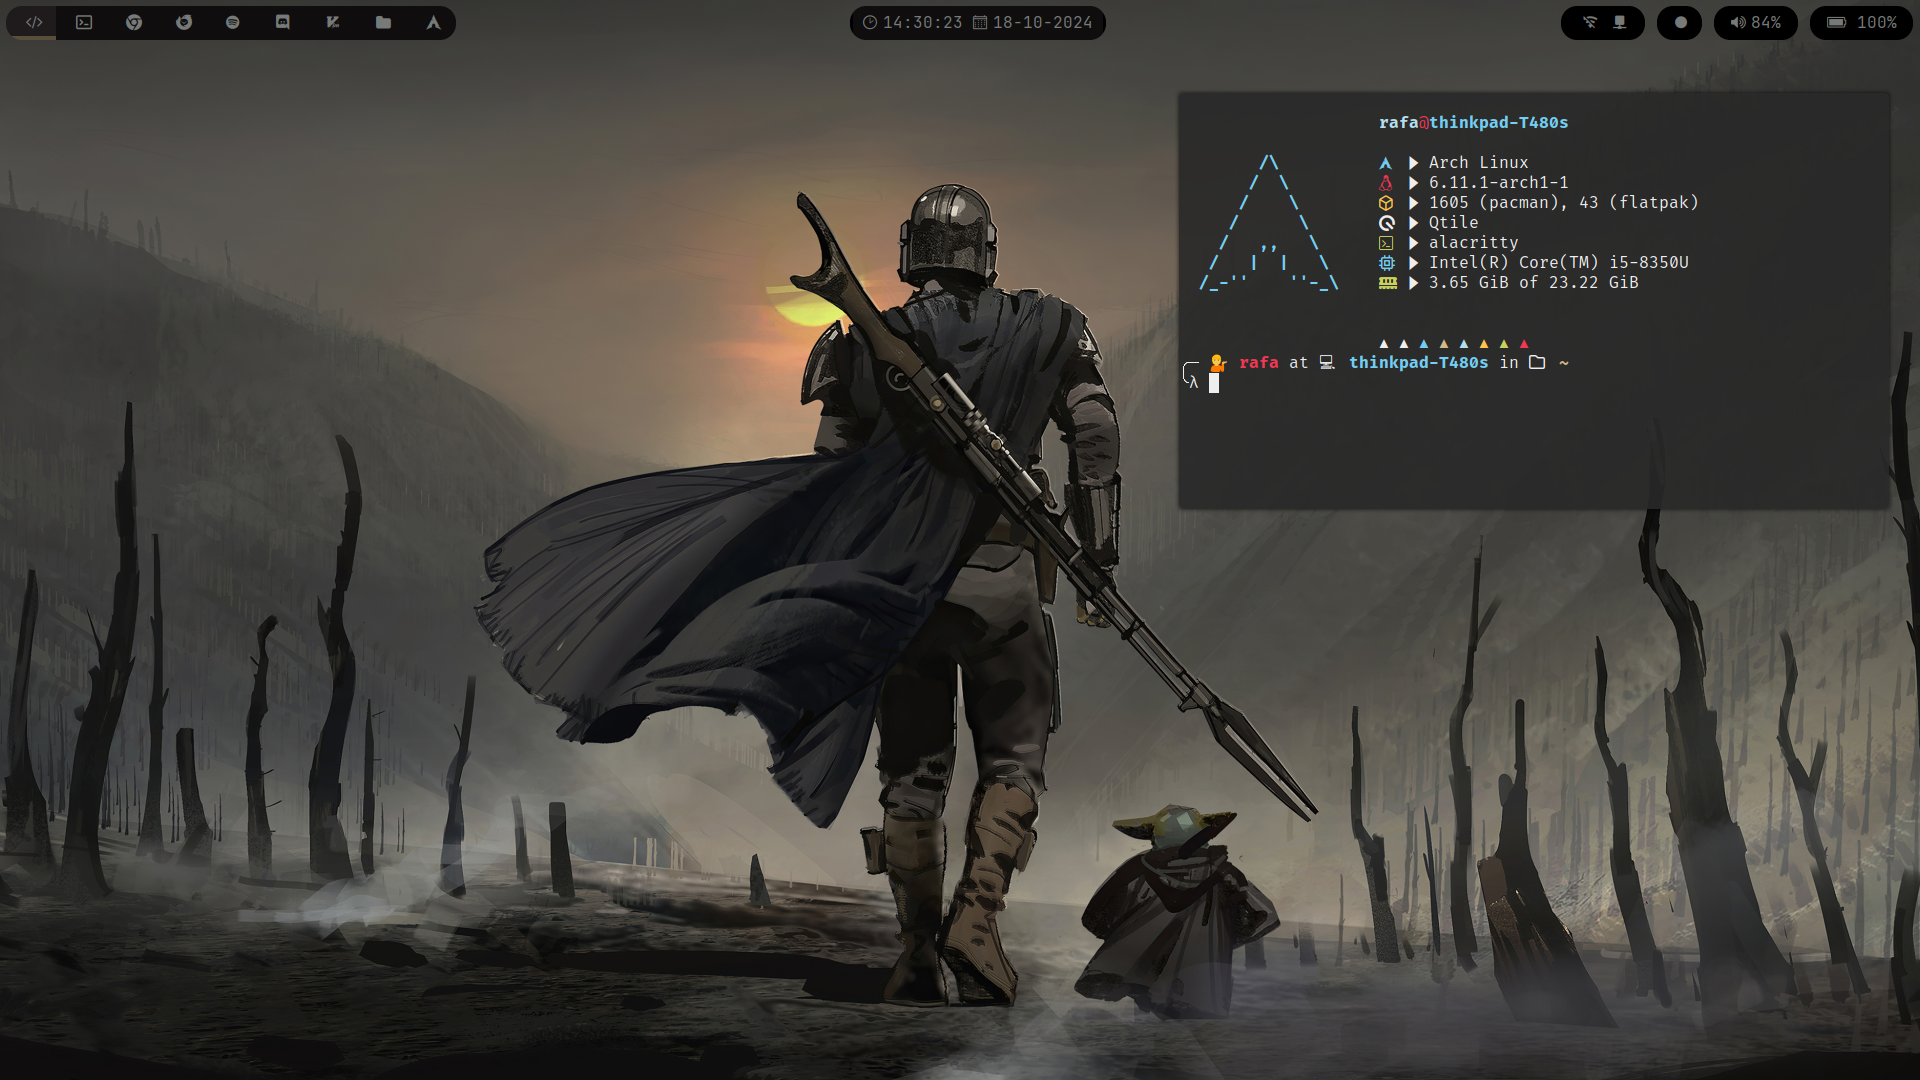 </> 14:30:23 18-10-2024 84% 100%
rafa@thinkpad-T480s
Arch Linux
6.11.1-arch1-1
1605 (pacman), 43 (flatpak)
Qtile
alacritty
Intel(R) Core(TM) i5-8350U
3.65 GiB of 23.22 GiB
rafa at thinkpad-T480s in ~
λ